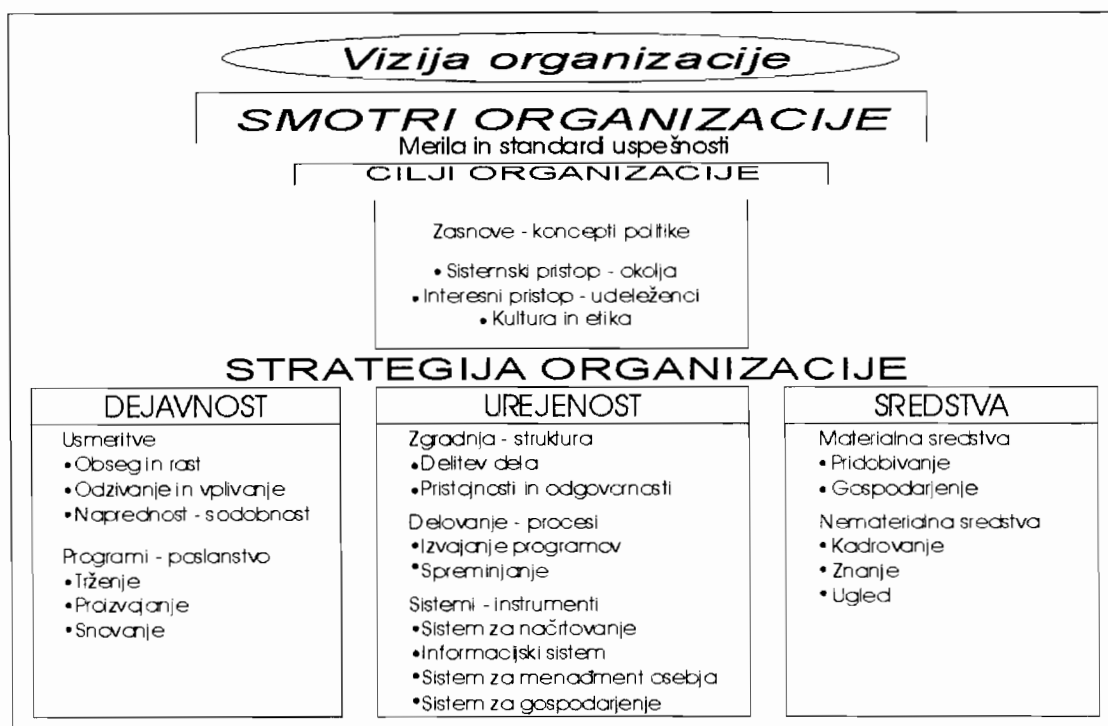 Vizija organizacije
SMOTRI ORGANIZACIJE
Merila in standardi uspešnosti
CILJI ORGANIZACIJE
Zasnove - koncepti politike
• Sistemski pristop - okolja
• Interesni pristop - udeleženci
• Kultura in etika
STRATEGIJA ORGANIZACIJE
DEJAVNOST
Usmeritve
• Obseg in rast
• Odzivanje in vplivanje
• Naprednost - sodobnost
Programi - poslanstvo
• Trženje
• Proizvajanje
• Snovanje
UREJENOST
Zgradnja - struktura
• Delitev dela
• Pristojnosti in odgovornosti
Delovanje - procesi
• Izvajanje programov
• Spreminjanje
Sistemi - instrumenti
• Sistem za načrtovanje
• Informacijski sistem
• Sistem za menadžment osebja
• Sistem za gospodarjenje
SREDSTVA
Materialna sredstva
• Pridobivanje
• Gospodarjenje
Nematerialna sredstva
• Kadrovanje
• Znanje
• Ugled